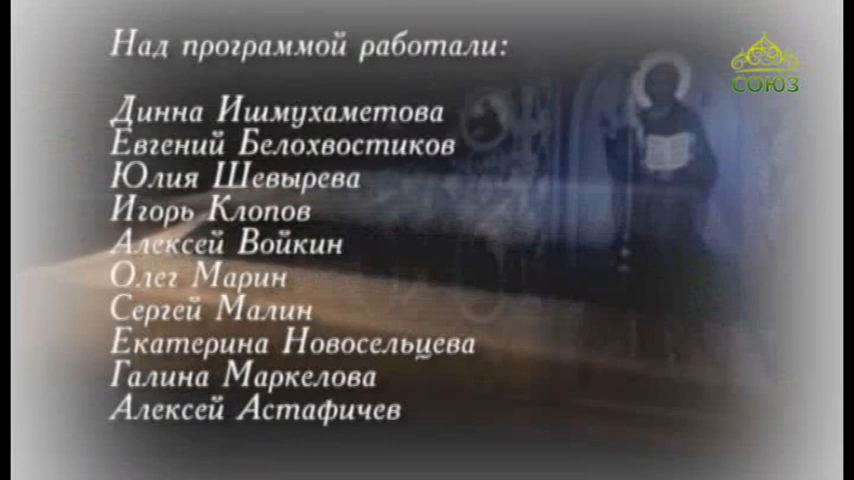 Над программой работали:
СОЮЗ
Динна Ишмухаметова
Евгений Белохвостиков
Юлия Шевырева
Игорь Клопов
Алексей Войкин
Олег Марин
Сергей Малин
Екатерина Новосельцева
Галина Маркелова
Алексей Астафичев